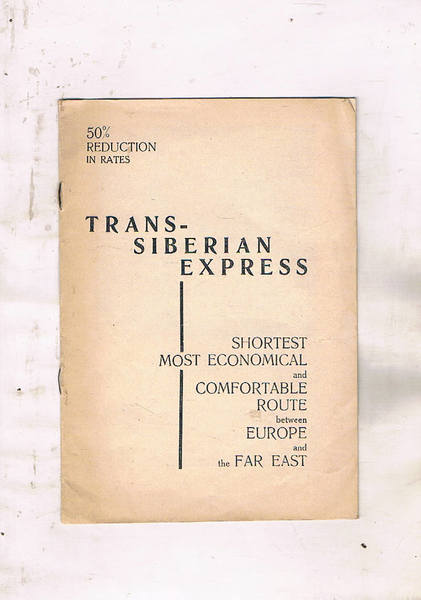 50%
REDUCTION
IN RATES
TRANS-
SIBERIAN
EXPRESS
SHORTEST
MOST ECONOMICAL
and
COMFORTABLE
ROUTE
between
EUROPE
and
the FAR EAST